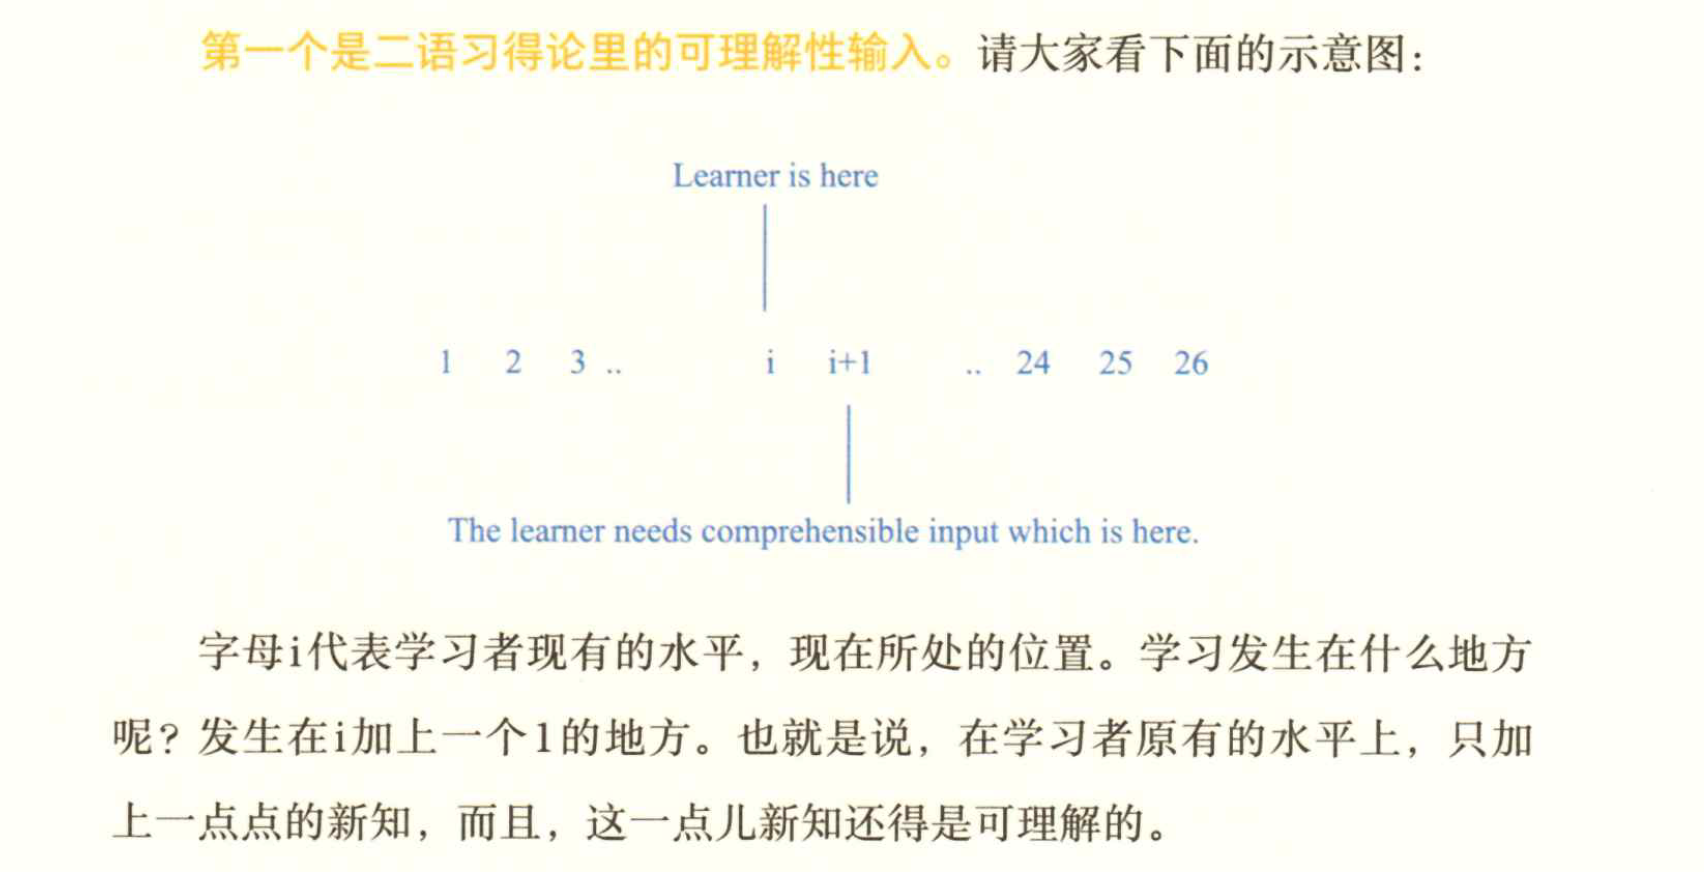 第一个是二语习得论里的可理解性输入。请大家看下面的示意图：
Learner is here
1 2 3 .. i i+1 .. 24 25 26
The learner needs comprehensible input which is here.
字母i代表学习者现有的水平，现在所处的位置。学习发生在什么地方
呢？发生在i加上一个1的地方。也就是说，在学习者原有的水平上，只加
上一点点的新知，而且，这一点儿新知还得是可理解的。